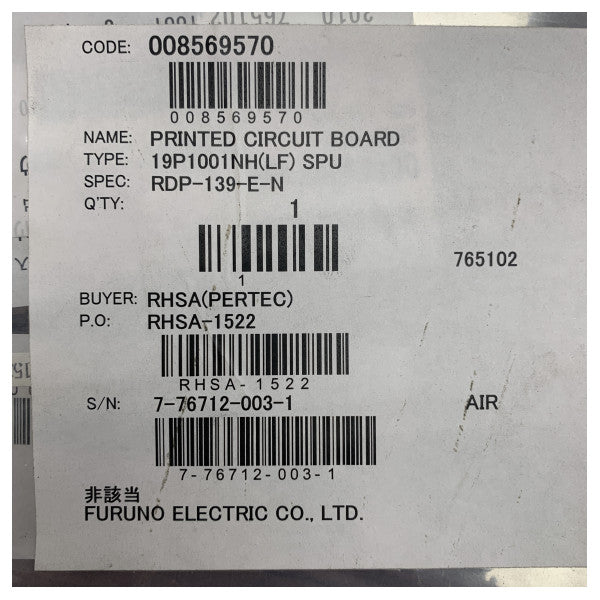 2010 765102
CODE: 008569570
008569570
NAME: PRINTED CIRCUIT BOARD
TYPE: 19P1001NH(LF) SPU
SPEC: RDP-139-E-N
Q'TY: 1
1
765102
BUYER: RHSA(PERTEC)
P.O: RHSA-1522
RHSA-1522
S/N: 7-76712-003-1 AIR
7-76712-003-1
非該当
FURUNO ELECTRIC CO., LTD.